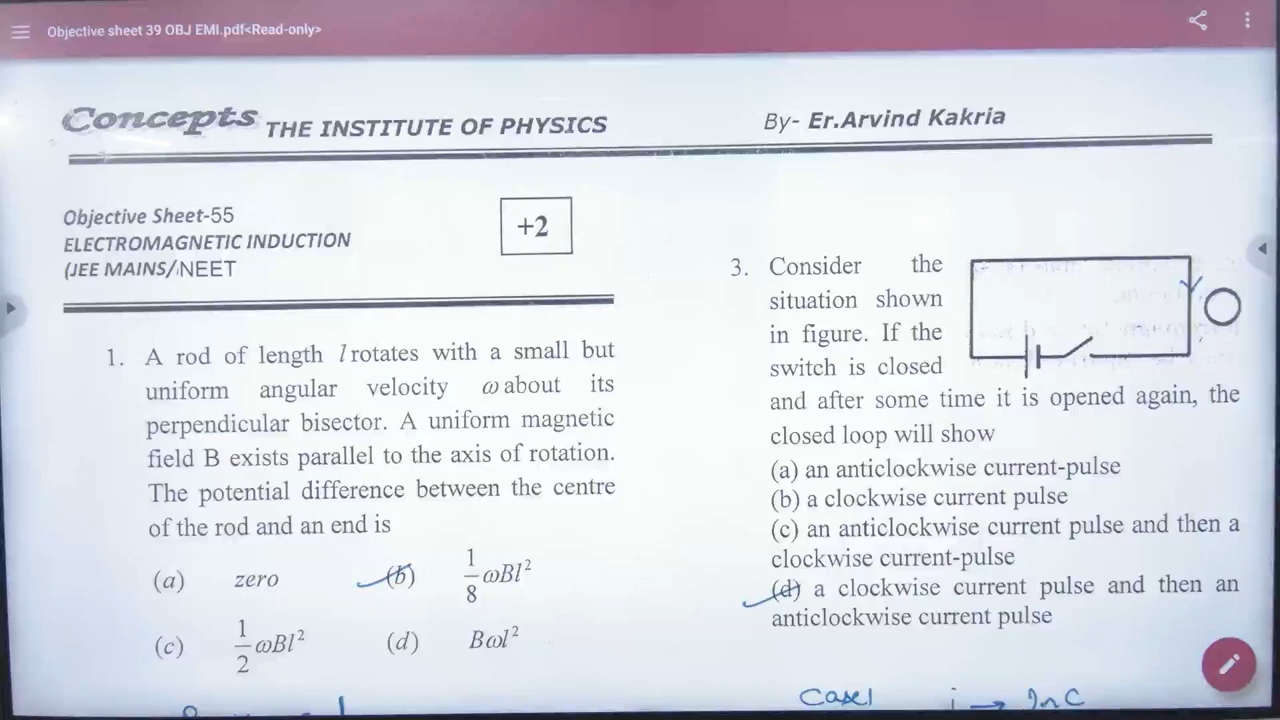 Objective sheet 39 OBJ EMI.pdf<Read-only>
Concepts THE INSTITUTE OF PHYSICS
By- Er.Arvind Kakria
Objective Sheet-55
ELECTROMAGNETIC INDUCTION
(JEE MAINS/NEET
+2
1. A rod of length l rotates with a small but
uniform angular velocity ω about its
perpendicular bisector. A uniform magnetic
field B exists parallel to the axis of rotation.
The potential difference between the centre
of the rod and an end is
(a) zero (b) 1/8 ωBl²
(c) 1/2 ωBl² (d) Bωl²
3. Consider the
situation shown
in figure. If the
switch is closed
and after some time it is opened again, the
closed loop will show
(a) an anticlockwise current-pulse
(b) a clockwise current pulse
(c) an anticlockwise current pulse and then a
clockwise current-pulse
(d) a clockwise current pulse and then an
anticlockwise current pulse
Case1 i → Inc